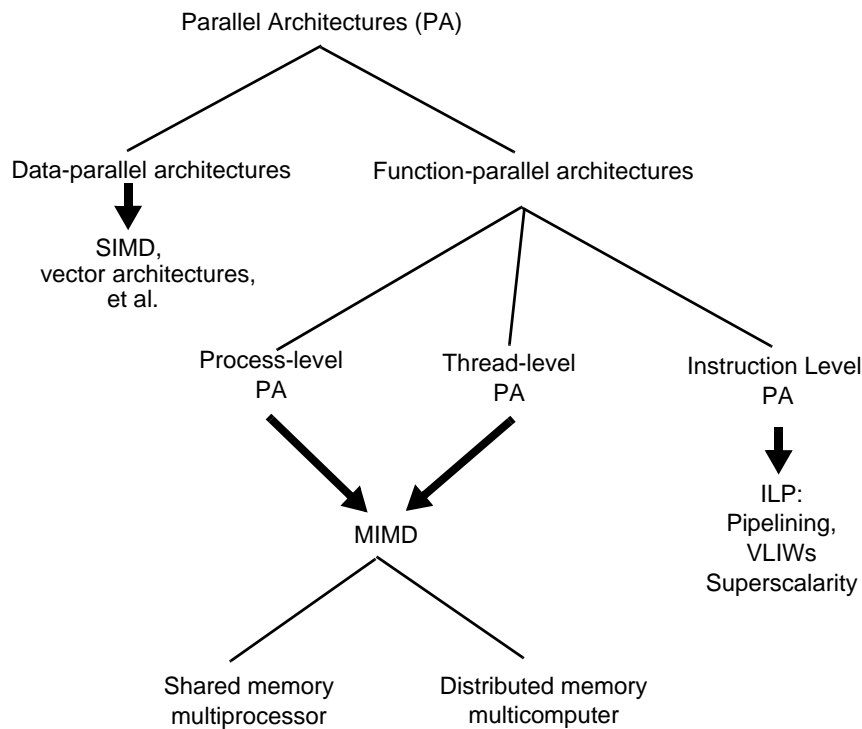 Parallel Architectures (PA)
Data-parallel architectures
Function-parallel architectures
SIMD,
vector architectures,
et al.
Process-level
PA
Thread-level
PA
Instruction Level
PA
ILP:
Pipelining,
VLIWs
Superscalarity
MIMD
Shared memory
multiprocessor
Distributed memory
multicomputer